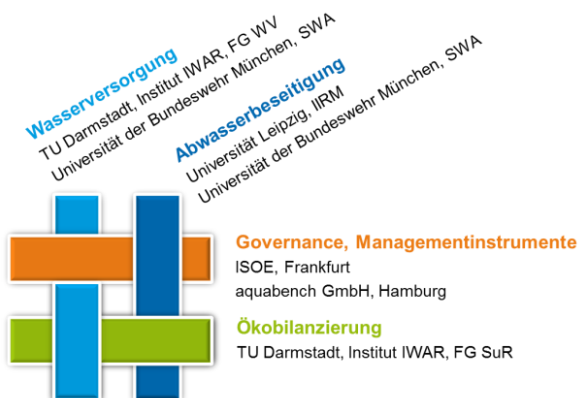 Wasserversorgung
TU Darmstadt, Institut IWAR, FG WV
Universität der Bundeswehr München, SWA
Abwasserbeseitigung
Universität Leipzig, IIRM
Universität der Bundeswehr München, SWA
Governance, Managementinstrumente
ISOE, Frankfurt
aquabench GmbH, Hamburg
Ökobilanzierung
TU Darmstadt, Institut IWAR, FG SuR